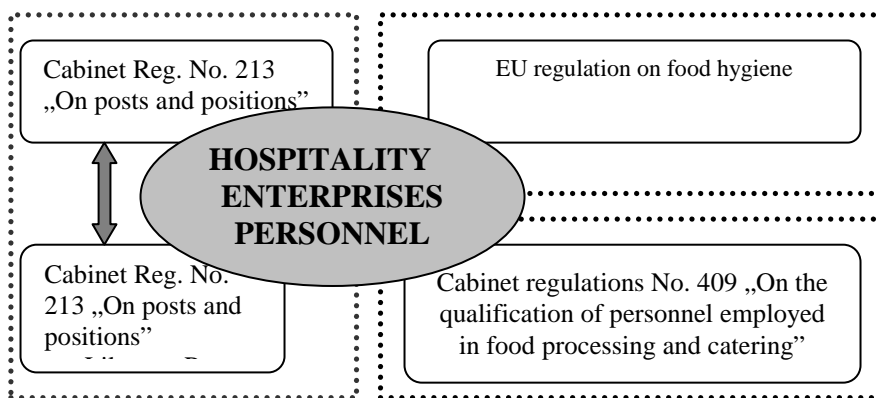 Cabinet Reg. No. 213
„On posts and positions”
EU regulation on food hygiene
HOSPITALITY
ENTERPRISES
PERSONNEL
Cabinet Reg. No.
213 „On posts and
positions”
Cabinet regulations No. 409 „On the
qualification of personnel employed
in food processing and catering”